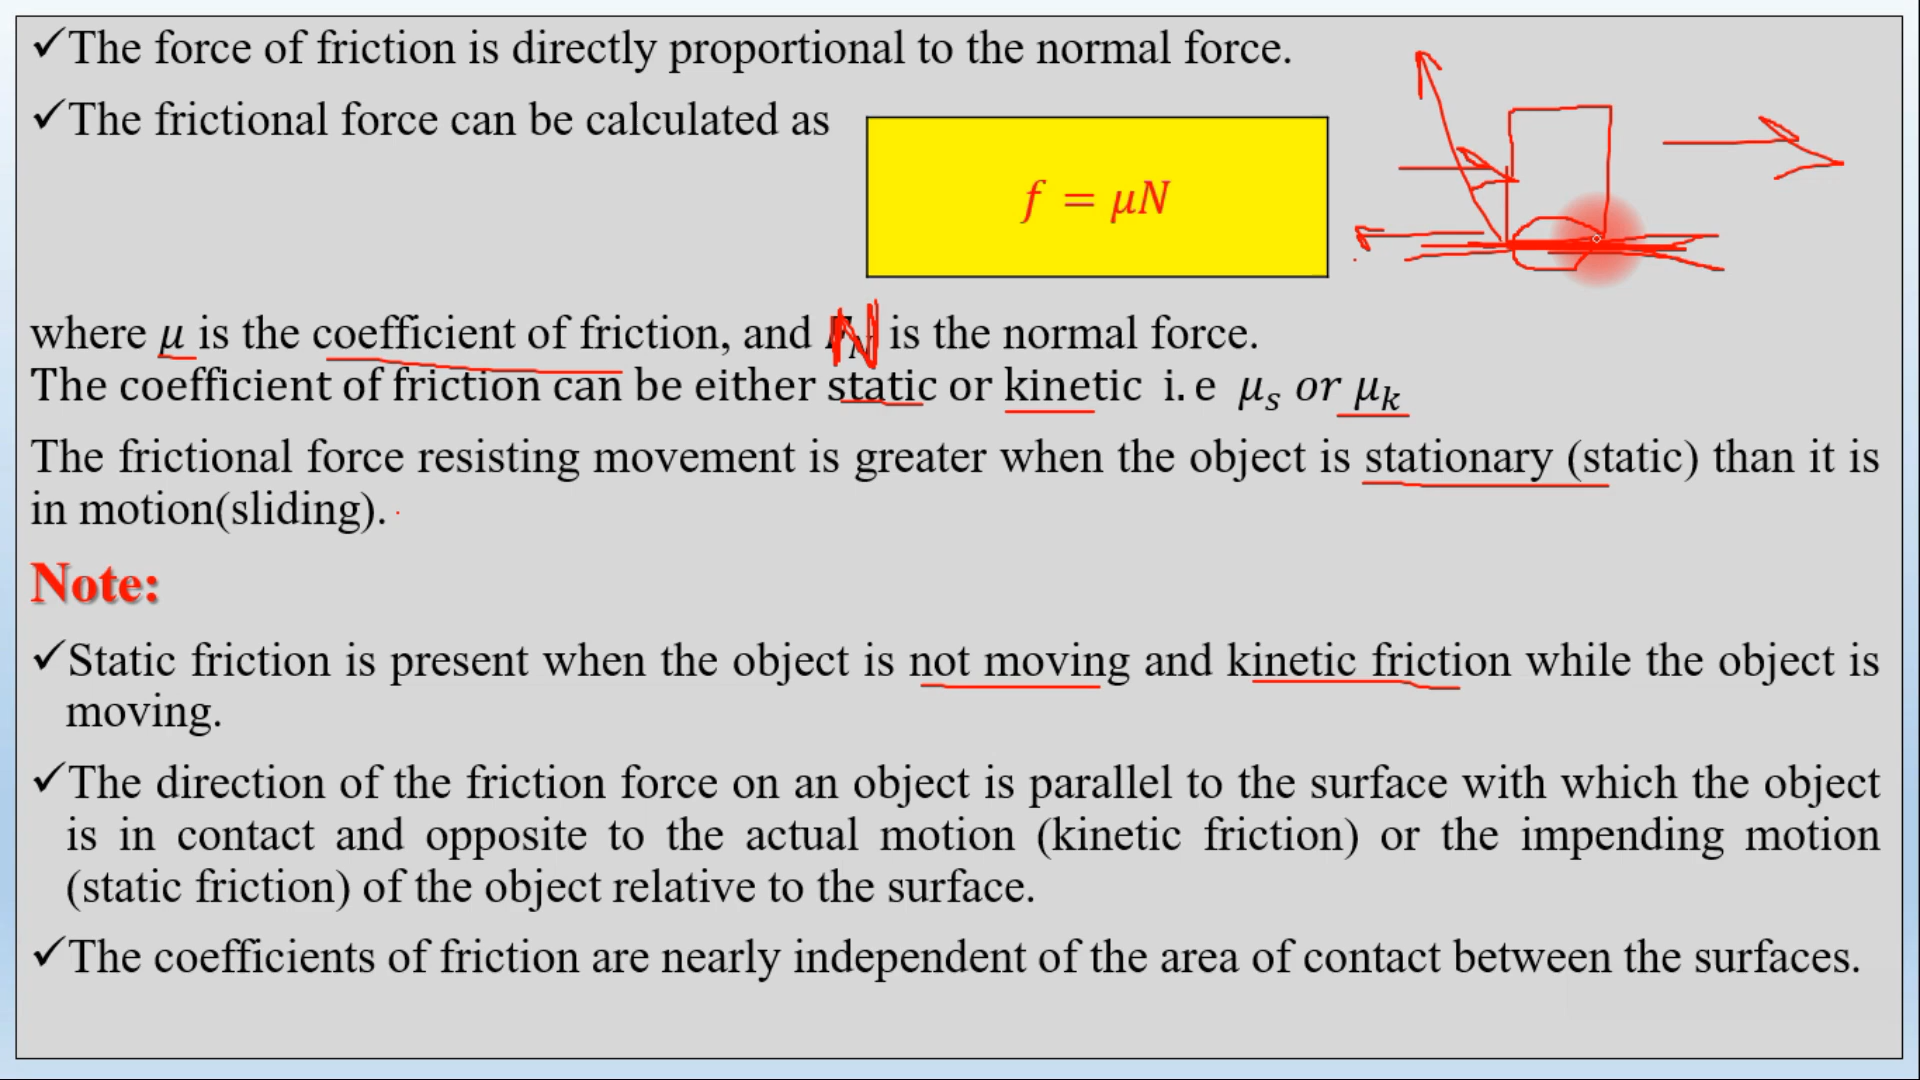 ✓The force of friction is directly proportional to the normal force.
✓The frictional force can be calculated as
f = μN
where μ is the coefficient of friction, and N is the normal force.
The coefficient of friction can be either static or kinetic i.e μₛ or μₖ
The frictional force resisting movement is greater when the object is stationary (static) than it is
in motion(sliding).
Note:
✓Static friction is present when the object is not moving and kinetic friction while the object is
moving.
✓The direction of the friction force on an object is parallel to the surface with which the object
is in contact and opposite to the actual motion (kinetic friction) or the impending motion
(static friction) of the object relative to the surface.
✓The coefficients of friction are nearly independent of the area of contact between the surfaces.